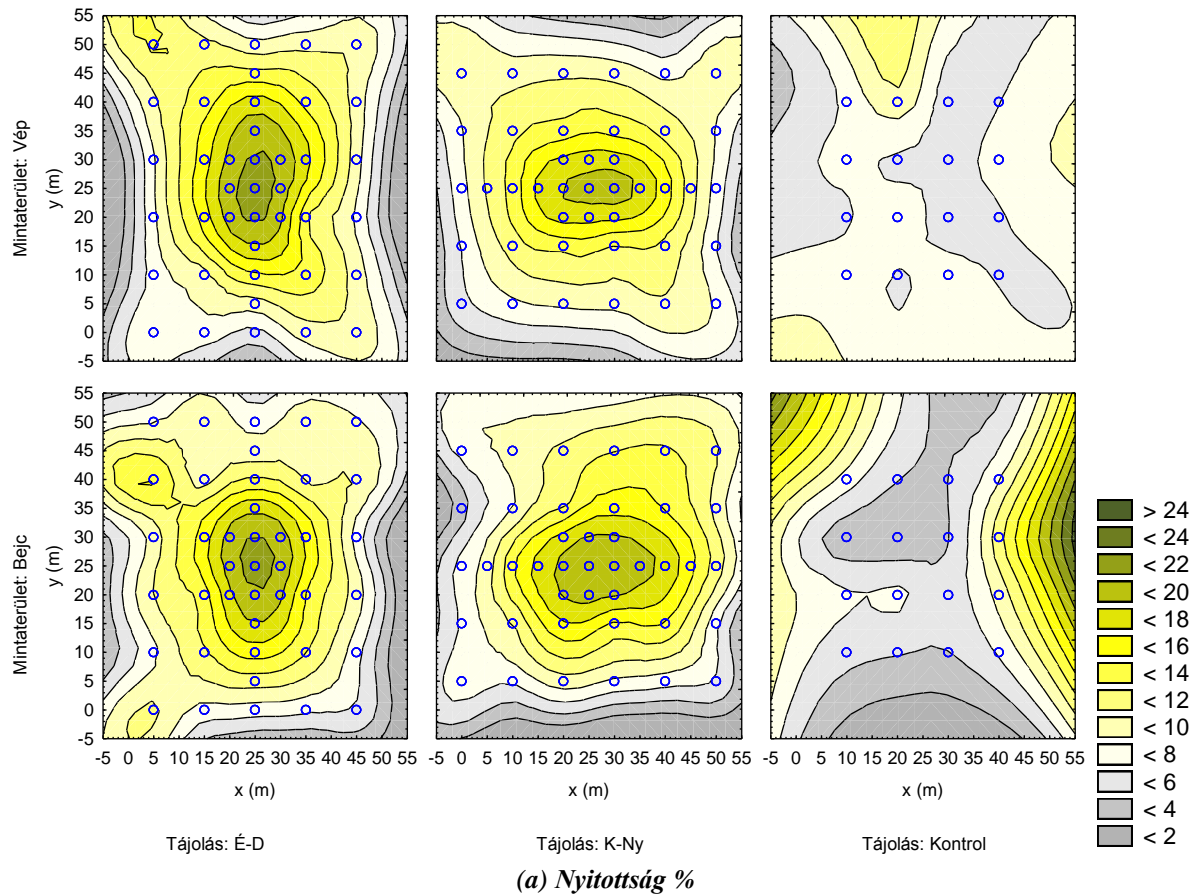 Mintaterület: Vép
y (m)
55
50
45
40
35
30
25
20
15
10
5
0
-5
Mintaterület: Bejc
y (m)
55
50
45
40
35
30
25
20
15
10
5
0
-5
-5 0 5 10 15 20 25 30 35 40 45 50 55
-5 0 5 10 15 20 25 30 35 40 45 50 55
-5 0 5 10 15 20 25 30 35 40 45 50 55
x (m)
x (m)
x (m)
Tájolás: É-D
Tájolás: K-Ny
Tájolás: Kontrol
> 24
< 24
< 22
< 20
< 18
< 16
< 14
< 12
< 10
< 8
< 6
< 4
< 2
(a) Nyitottság %